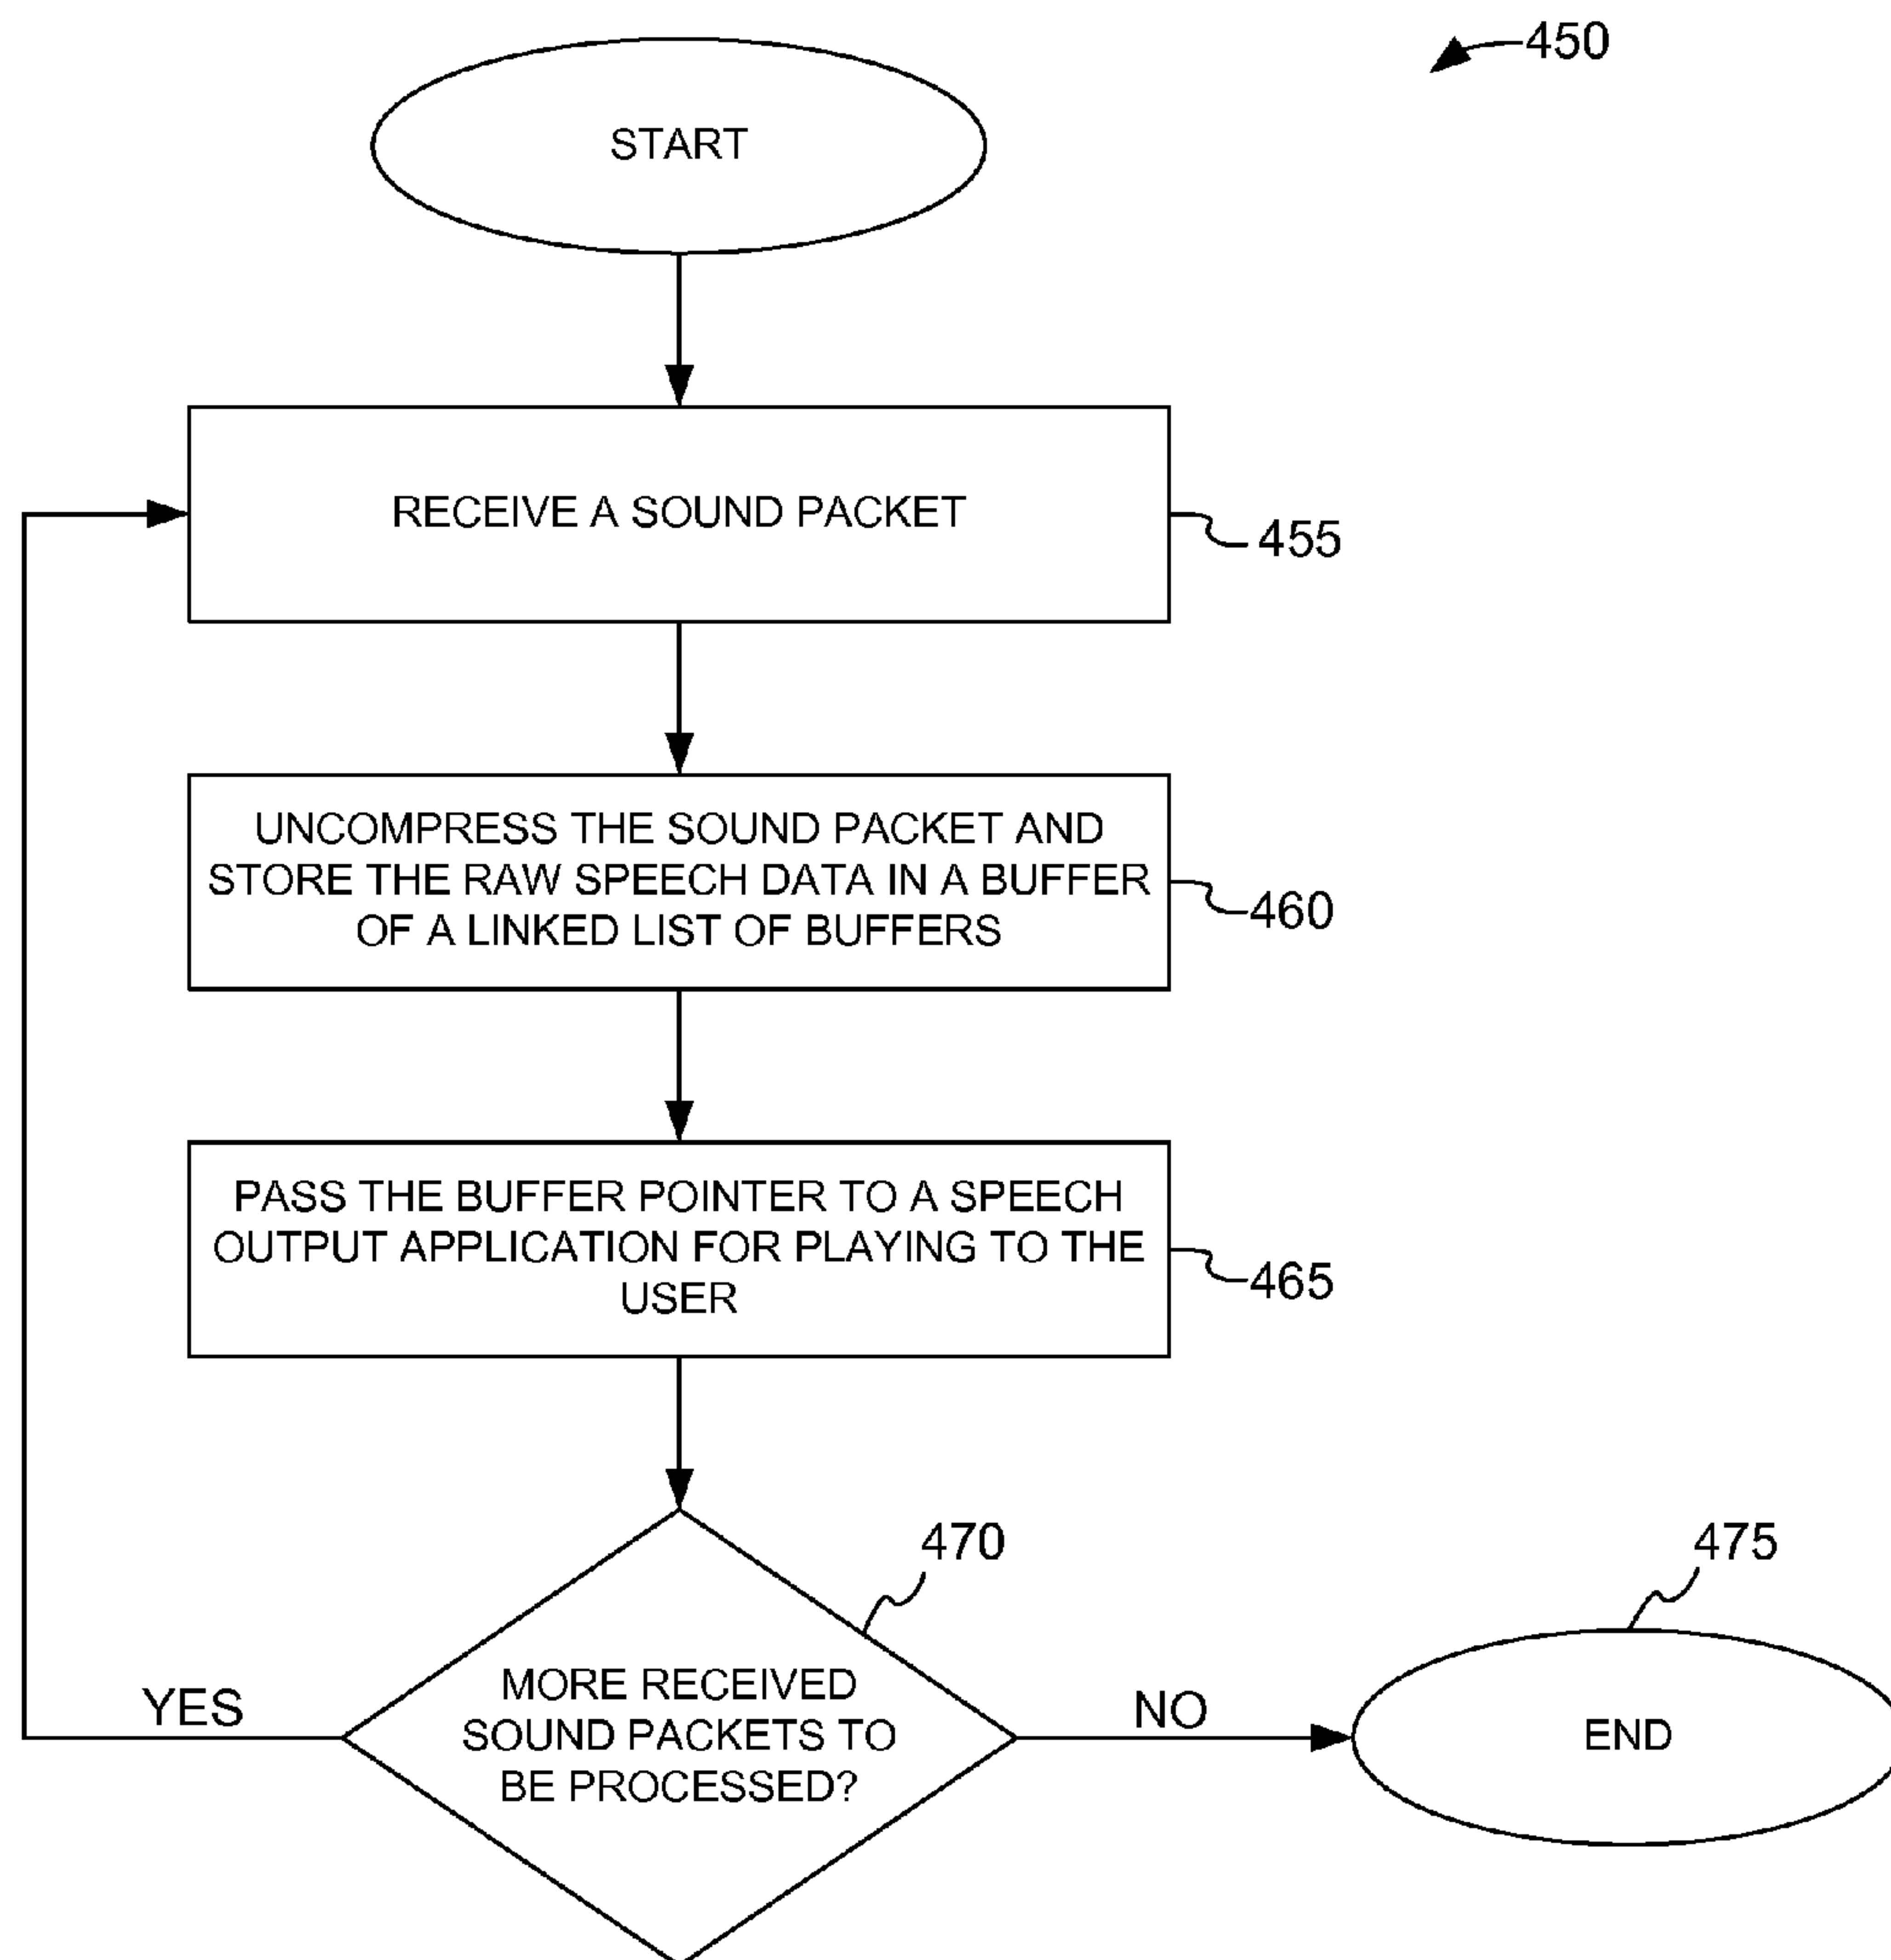 450
START
RECEIVE A SOUND PACKET
455
UNCOMPRESS THE SOUND PACKET AND
STORE THE RAW SPEECH DATA IN A BUFFER
OF A LINKED LIST OF BUFFERS
460
PASS THE BUFFER POINTER TO A SPEECH
OUTPUT APPLICATION FOR PLAYING TO THE
USER
465
470
475
YES
MORE RECEIVED
SOUND PACKETS TO
BE PROCESSED?
NO
END